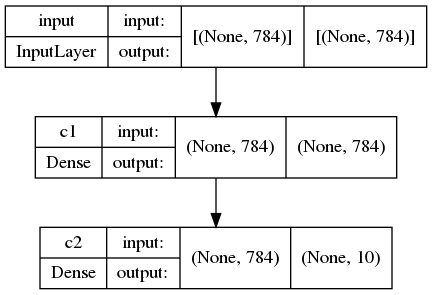 input input: [(None, 784)] [(None, 784)]
InputLayer output:
c1 input: (None, 784) (None, 784)
Dense output:
c2 input: (None, 784) (None, 10)
Dense output: